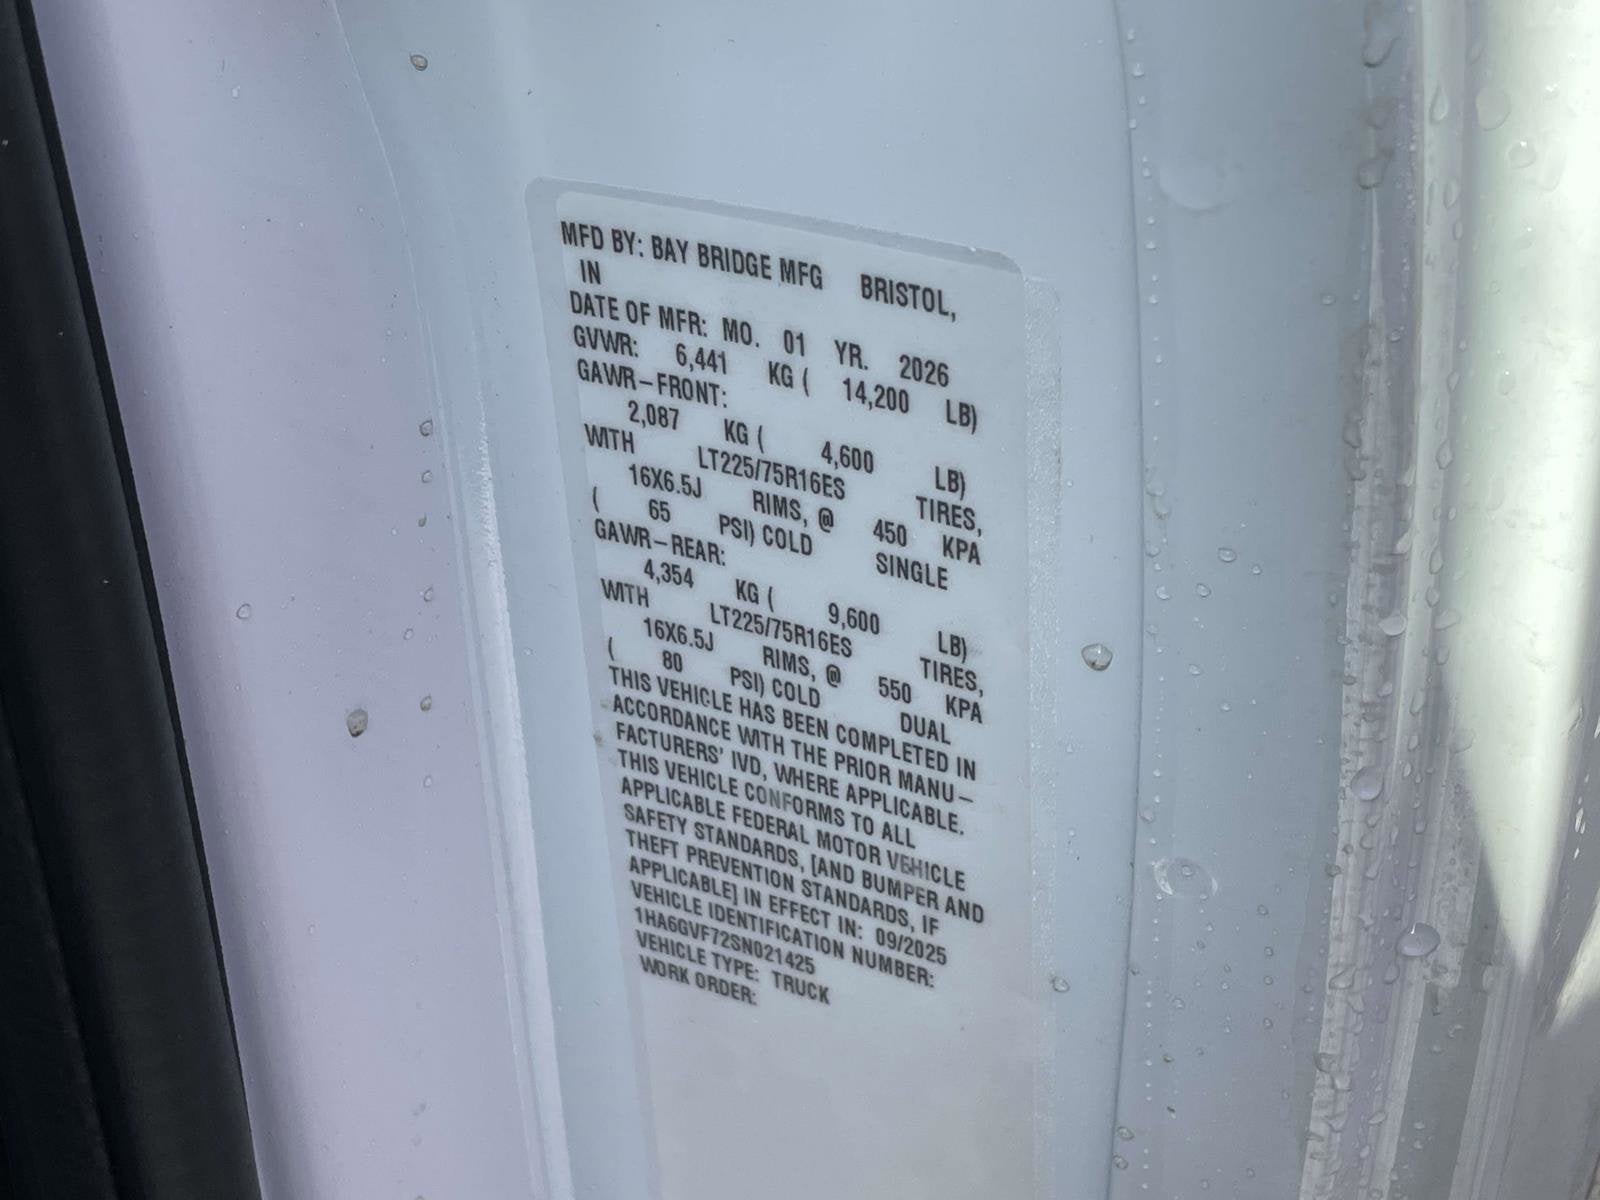 MFD BY: BAY BRIDGE MFG BRISTOL,
IN
DATE OF MFR: MO. 01 YR. 2026
GVWR: 6,441 KG ( 14,200 LB)
GAWR-FRONT:
2,087 KG ( 4,600 LB)
WITH LT225/75R16ES TIRES,
16X6.5J RIMS, @ 450 KPA
( 65 PSI) COLD SINGLE
GAWR-REAR:
4,354 KG ( 9,600 LB)
WITH LT225/75R16ES TIRES,
16X6.5J RIMS, @ 550 KPA
( 80 PSI) COLD DUAL
THIS VEHICLE HAS BEEN COMPLETED IN
ACCORDANCE WITH THE PRIOR MANU-
FACTURERS' IVD, WHERE APPLICABLE.
THIS VEHICLE CONFORMS TO ALL
APPLICABLE FEDERAL MOTOR VEHICLE
SAFETY STANDARDS, [AND BUMPER AND
THEFT PREVENTION STANDARDS, IF
APPLICABLE] IN EFFECT IN: 09/2025
VEHICLE IDENTIFICATION NUMBER:
1HA6GVF72SN021425
VEHICLE TYPE: TRUCK
WORK ORDER: